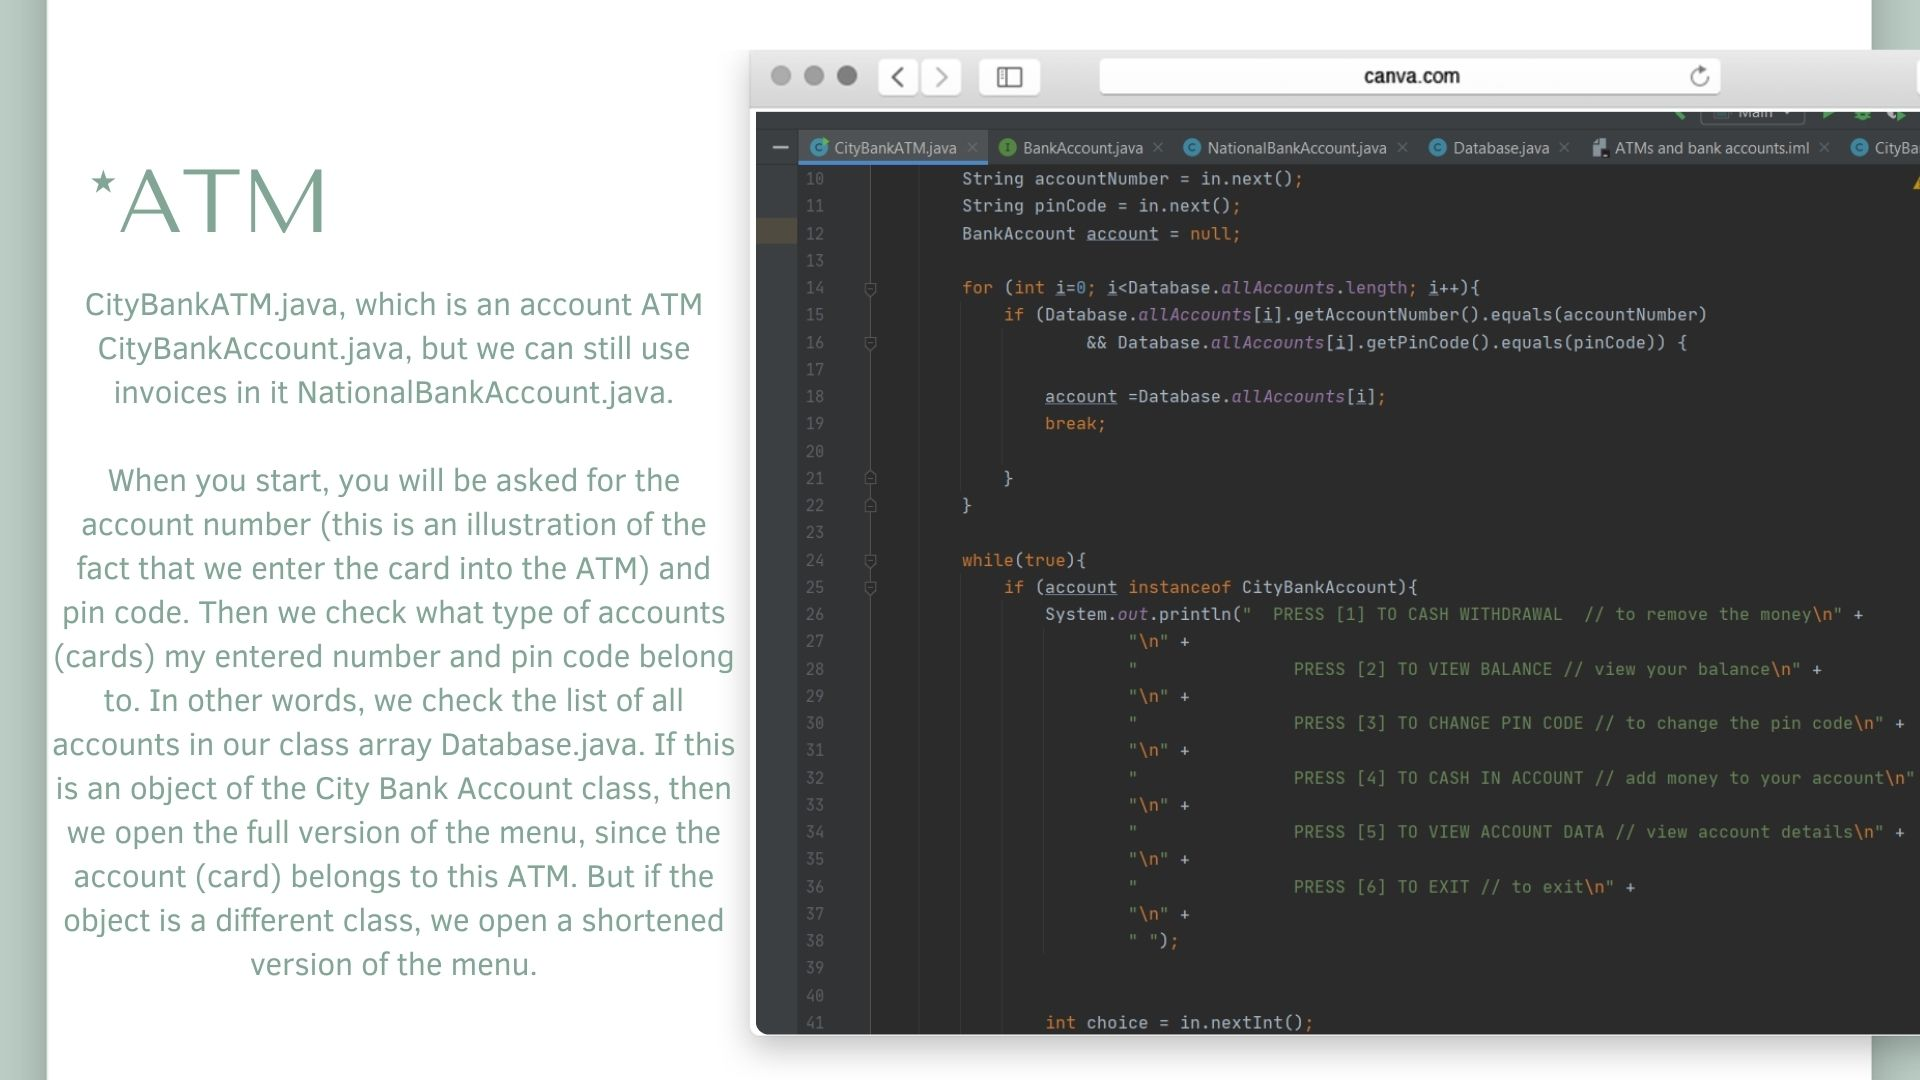 *ATM
CityBankATM.java, which is an account ATM
CityBankAccount.java, but we can still use
invoices in it NationalBankAccount.java.
When you start, you will be asked for the
account number (this is an illustration of the
fact that we enter the card into the ATM) and
pin code. Then we check what type of accounts
(cards) my entered number and pin code belong
to. In other words, we check the list of all
accounts in our class array Database.java. If this
is an object of the City Bank Account class, then
we open the full version of the menu, since the
account (card) belongs to this ATM. But if the
object is a different class, we open a shortened
version of the menu.
canva.com
Main
CityBankATM.java BankAccount.java NationalBankAccount.java Database.java ATMs and bank accounts.iml CityBa
10 String accountNumber = in.next();
11 String pinCode = in.next();
12 BankAccount account = null;
13
14 for (int i=0; i<Database.allAccounts.length; i++){
15 if (Database.allAccounts[i].getAccountNumber().equals(accountNumber)
16 && Database.allAccounts[i].getPinCode().equals(pinCode)) {
17
18 account =Database.allAccounts[i];
19 break;
20
21 }
22 }
23
24 while(true){
25 if (account instanceof CityBankAccount){
26 System.out.println("  PRESS [1] TO CASH WITHDRAWAL  // to remove the money\n" +
27 "\n" +
28 "               PRESS [2] TO VIEW BALANCE // view your balance\n" +
29 "\n" +
30 "               PRESS [3] TO CHANGE PIN CODE // to change the pin code\n" +
31 "\n" +
32 "               PRESS [4] TO CASH IN ACCOUNT // add money to your account\n"
33 "\n" +
34 "               PRESS [5] TO VIEW ACCOUNT DATA // view account details\n" +
35 "\n" +
36 "               PRESS [6] TO EXIT // to exit\n" +
37 "\n" +
38 " ");
39
40
41 int choice = in.nextInt();